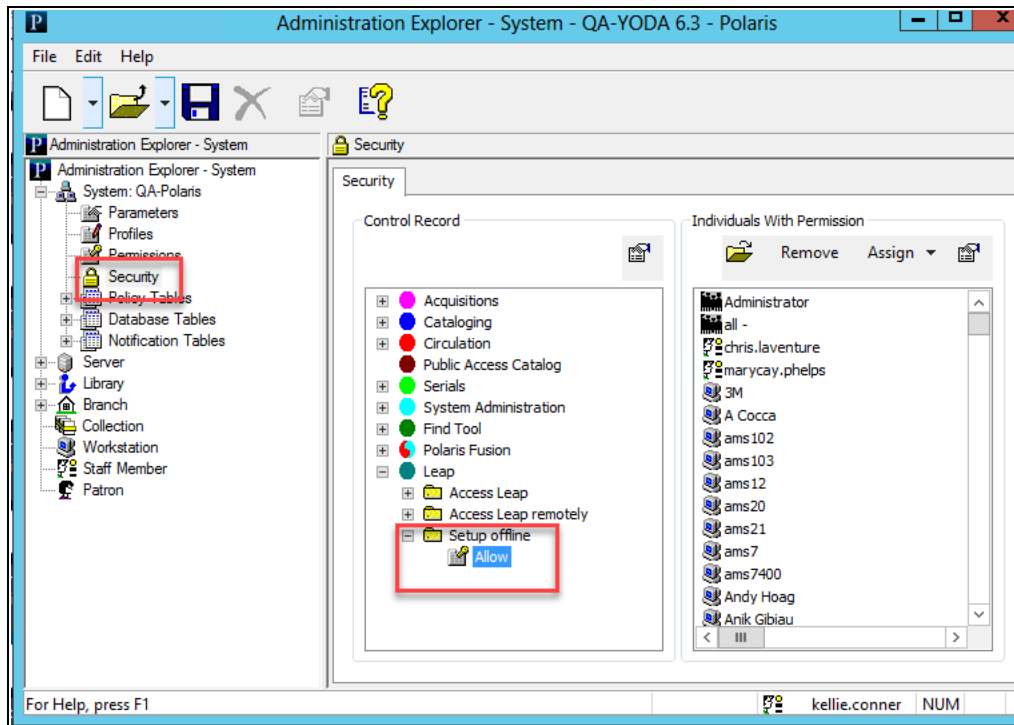 P
Administration Explorer - System - QA-YODA 6.3 - Polaris
X
File Edit Help
P Administration Explorer - System
Security
P Administration Explorer - System
System: QA-Polaris
Parameters
Profiles
Permissions
Security
Policy Tables
Database Tables
Notification Tables
Server
Library
Branch
Collection
Workstation
Staff Member
Patron
Security
Control Record
Acquisitions
Cataloging
Circulation
Public Access Catalog
Serials
System Administration
Find Tool
Polaris Fusion
Leap
Access Leap
Access Leap remotely
Setup offline
Allow
Individuals With Permission
Remove Assign
Administrator
all -
chris.laventure
marycay.phelps
3M
A Cocca
ams102
ams103
ams12
ams20
ams21
ams7
ams7400
Andy Hoag
Anik Gibiau
For Help, press F1
kellie.conner NUM